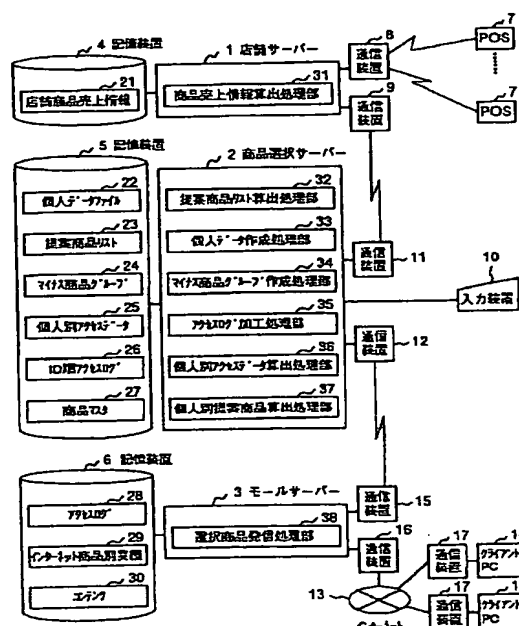 4 記憶装置
21
店舗商品売上情報
1 店舗サーバー
31
商品売上情報算出処理部
8
通信装置
9
通信装置
7
POS
7
POS
5 記憶装置
22
個人データファイル
23
提案商品リスト
24
マイナス商品グループ
25
個人別アクセスデータ
26
ID順アクセスログ
27
商品マスタ
2 商品選択サーバー
32
提案商品リスト算出処理部
33
個人データ作成処理部
34
マイナス商品グループ作成処理部
35
アクセスログ加工処理部
36
個人別アクセスデータ算出処理部
37
個人別提案商品算出処理部
通信装置
11
10
入力装置
通信装置
12
6 記憶装置
28
アクセスログ
29
30
コンテンツ
3 モールサーバー
38
選択商品発信処理部
通信装置
15
16
通信装置
13
17
通信装置
クライアントPC
17
通信装置
クライアントPC